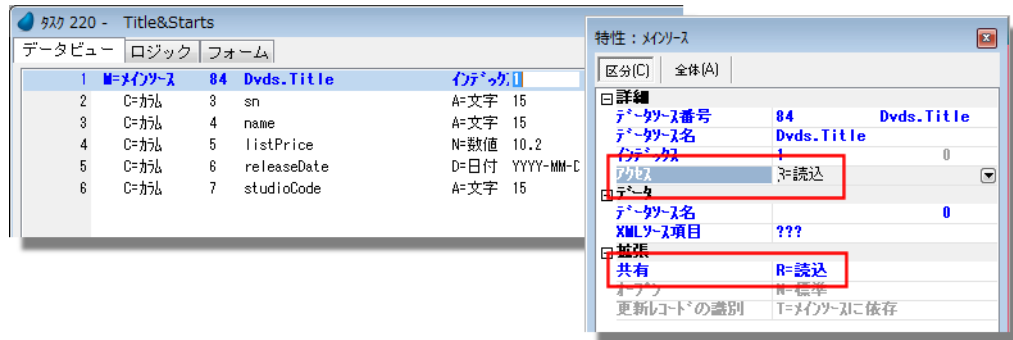 ﾀｽｸ 220 - Title&Starts
データビュー ロジック フォーム
1 M=ﾒｲﾝｿｰｽ 84 Dvds.Title ｲﾝﾃﾞｯｸｽ 1
2 C=ｶﾗﾑ 3 sn A=文字 15
3 C=ｶﾗﾑ 4 name A=文字 15
4 C=ｶﾗﾑ 5 listPrice N=数値 10.2
5 C=ｶﾗﾑ 6 releaseDate D=日付 YYYY-MM-D
6 C=ｶﾗﾑ 7 studioCode A=文字 15
特性：ﾒｲﾝｿｰｽ
区分(C) 全体(A)
詳細
ﾃﾞｰﾀｿｰｽ番号 84 Dvds.Title
ﾃﾞｰﾀｿｰｽ名 Dvds.Title
ｲﾝﾃﾞｯｸｽ 1 0
ｱｸｾｽ R=読込
ﾃﾞｰﾀ
ﾃﾞｰﾀｿｰｽ名 0
XMLｿｰｽ項目 ???
拡張
共有 R=読込
ｵｰﾌﾟﾝ N=標準
更新ﾚｺｰﾄﾞの識別 T=ﾒｲﾝｿｰｽに依存